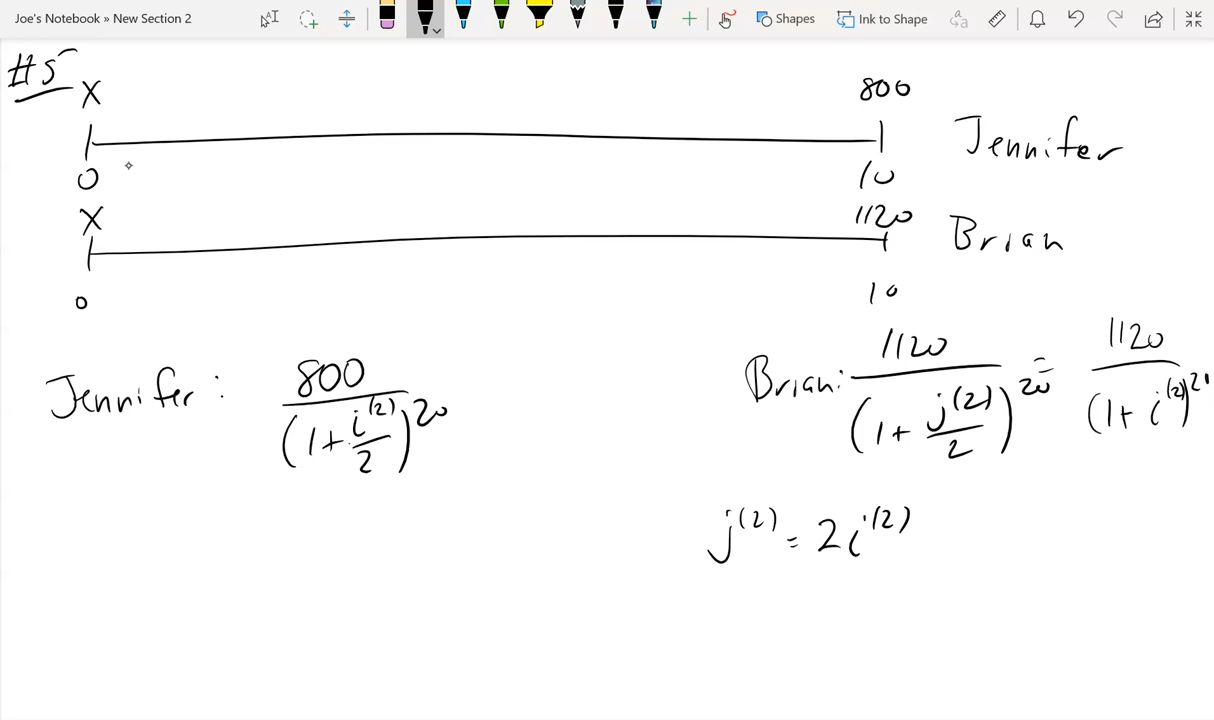 Joe's Notebook » New Section 2
Shapes
Ink to Shape
#5
X
800
0
10
Jennifer
X
1120
0
10
Brian
Jennifer: 800 / (1 + i^(2)/2)^20
Brian: 1120 / (1 + j^(2)/2)^20 = 1120 / (1 + i^(2))^20
j^(2) = 2i^(2)